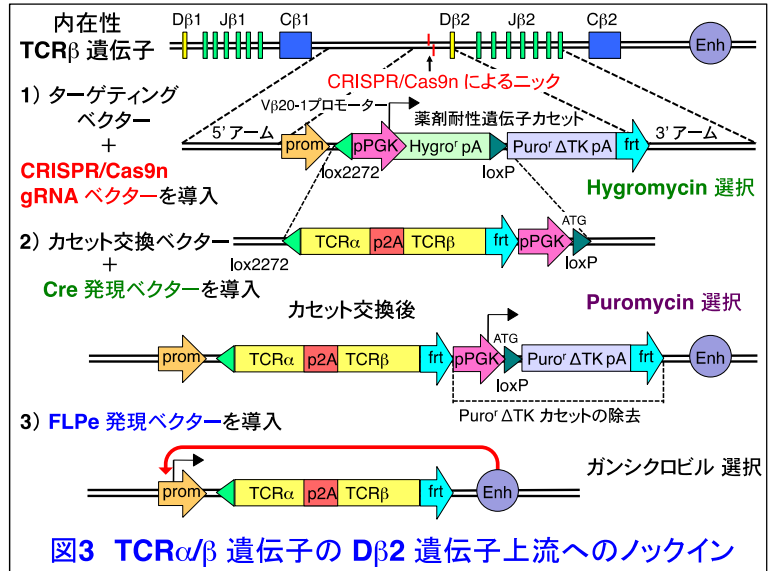 内在性
TCRβ 遺伝子
Dβ1 Jβ1 Cβ1 Dβ2 Jβ2 Cβ2
Enh
CRISPR/Cas9n によるニック
1) ターゲティング
ベクター
+
CRISPR/Cas9n
gRNA ベクターを導入
Vβ20-1プロモーター
薬剤耐性遺伝子カセット
5' アーム
3' アーム
prom pPGK Hygroʳ pA Puroʳ ΔTK pA frt
lox2272 loxP
Hygromycin 選択
2) カセット交換ベクター
+
Cre 発現ベクターを導入
TCRα p2A TCRβ frt pPGK ATG
lox2272 loxP
Puromycin 選択
カセット交換後
prom TCRα p2A TCRβ frt pPGK ATG Puroʳ ΔTK pA frt Enh
loxP
Puroʳ ΔTK カセットの除去
3) FLPe 発現ベクターを導入
ガンシクロビル 選択
prom TCRα p2A TCRβ frt Enh
図3 TCRα/β 遺伝子の Dβ2 遺伝子上流へのノックイン